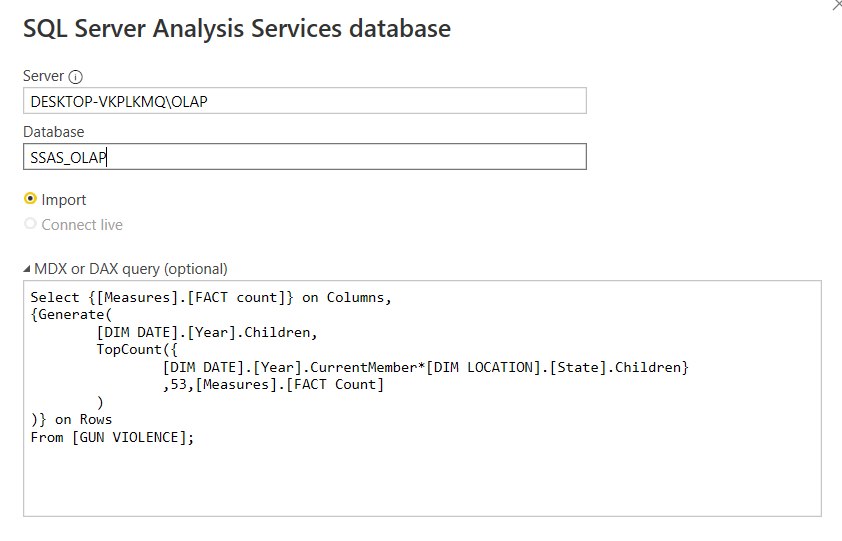 SQL Server Analysis Services database
Server
DESKTOP-VKPLKMQ\OLAP
Database
SSAS_OLAP
Import
Connect live
MDX or DAX query (optional)
Select {[Measures].[FACT count]} on Columns,
{Generate(
[DIM DATE].[Year].Children,
TopCount({
[DIM DATE].[Year].CurrentMember*[DIM LOCATION].[State].Children}
,53,[Measures].[FACT Count]
)
)} on Rows
From [GUN VIOLENCE];